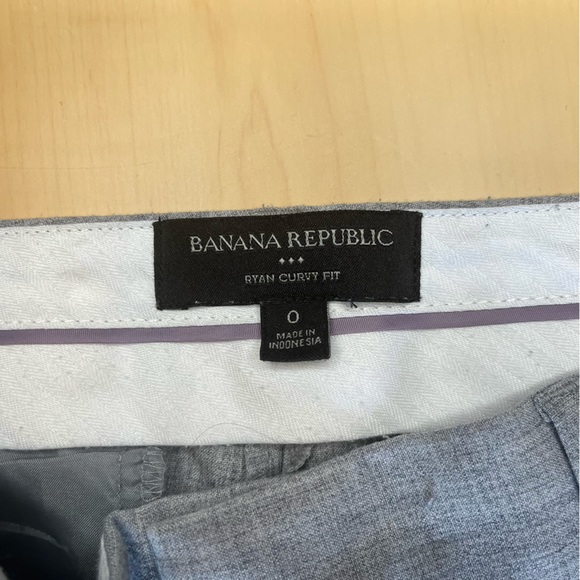 BANANA REPUBLIC
RYAN CURVY FIT
0
MADE IN
INDONESIA